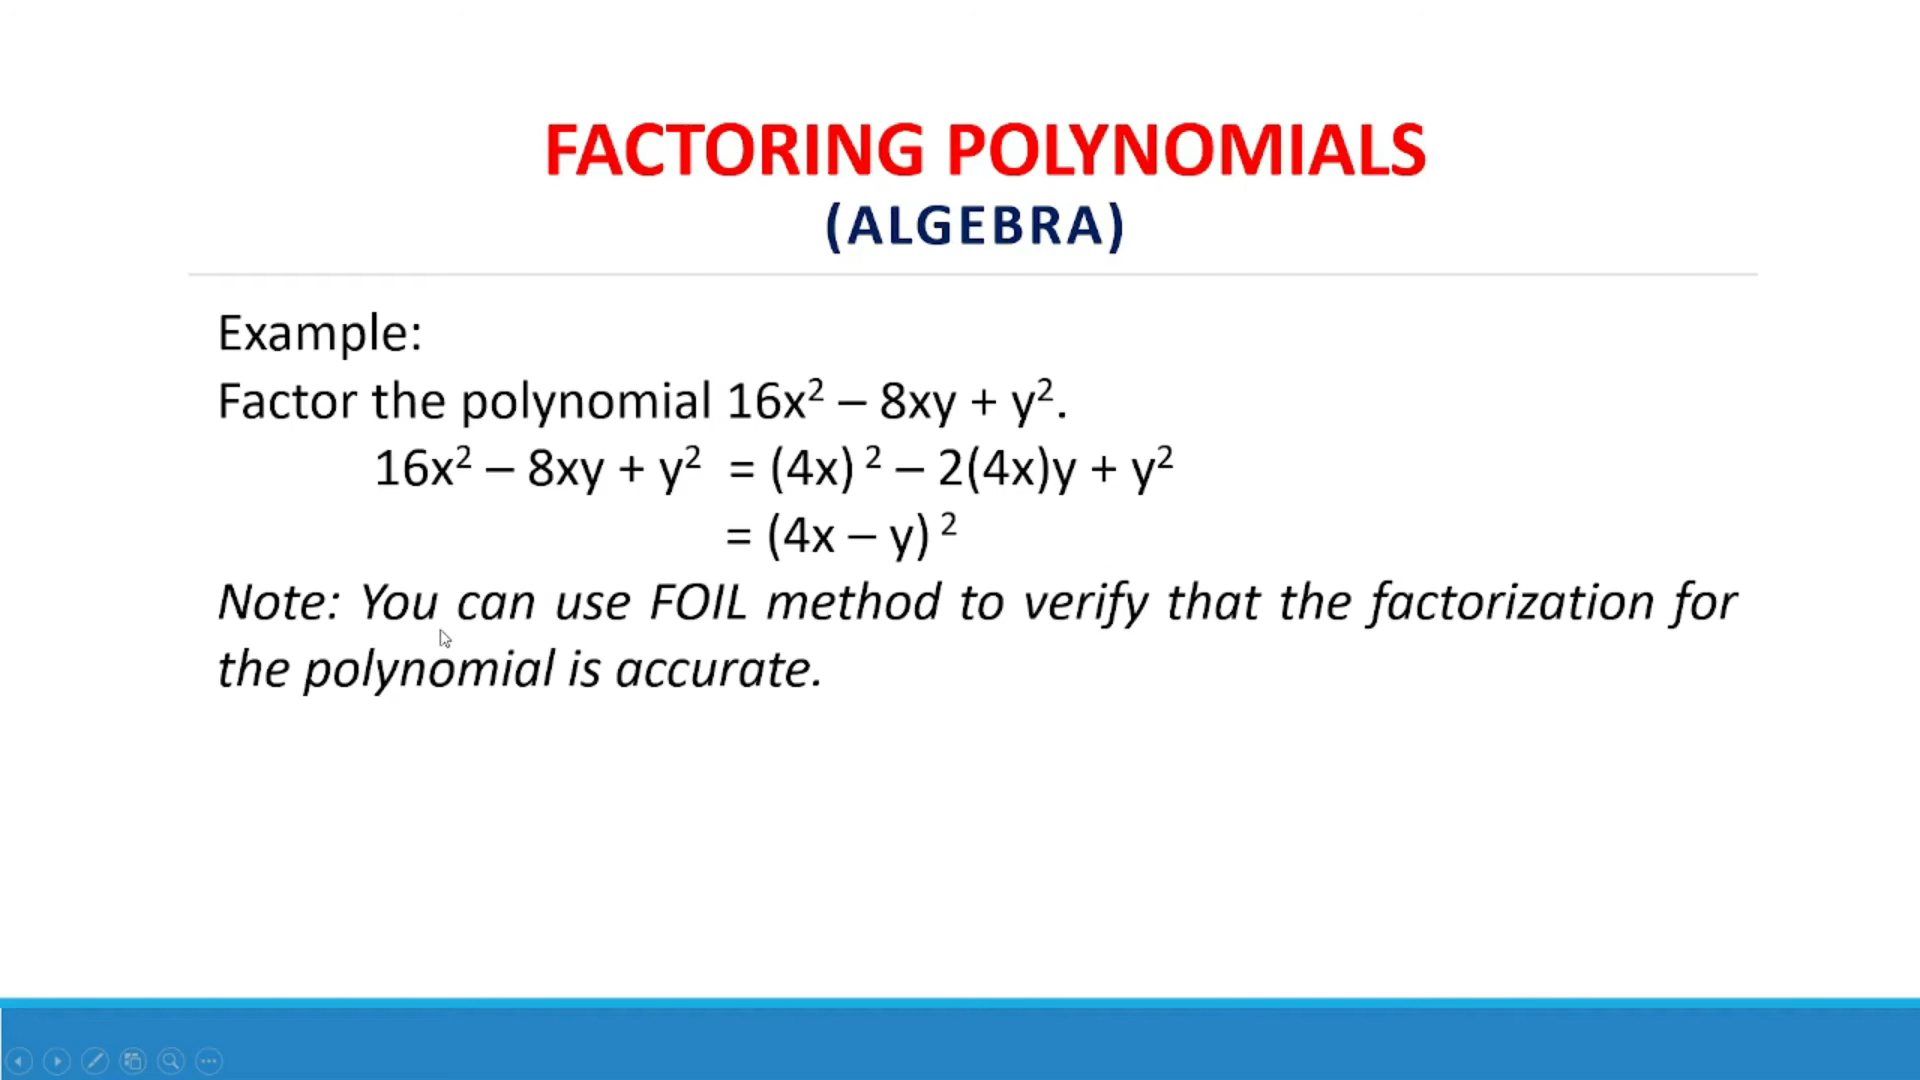 FACTORING POLYNOMIALS
(ALGEBRA)
Example:
Factor the polynomial 16x² – 8xy + y².
16x² – 8xy + y² = (4x) ² – 2(4x)y + y²
= (4x – y) ²
Note: You can use FOIL method to verify that the factorization for
the polynomial is accurate.